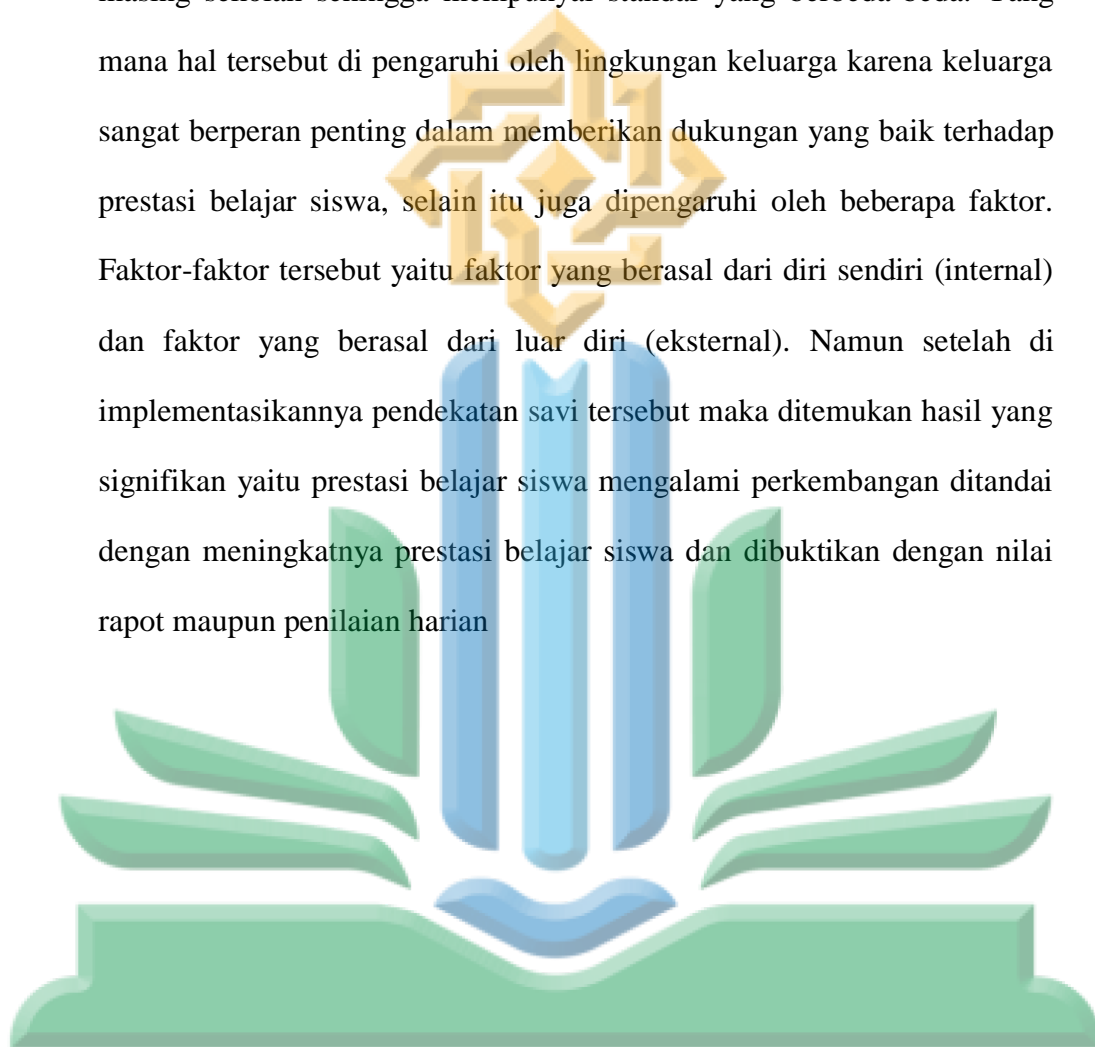 mana hal tersebut di pengaruhi oleh lingkungan keluarga karena keluarga
sangat berperan penting dalam memberikan dukungan yang baik terhadap
prestasi belajar siswa, selain itu juga dipengaruhi oleh beberapa faktor.
Faktor-faktor tersebut yaitu faktor yang berasal dari diri sendiri (internal)
dan faktor yang berasal dari luar diri (eksternal). Namun setelah di
implementasikannya pendekatan savi tersebut maka ditemukan hasil yang
signifikan yaitu prestasi belajar siswa mengalami perkembangan ditandai
dengan meningkatnya prestasi belajar siswa dan dibuktikan dengan nilai
rapot maupun penilaian harian